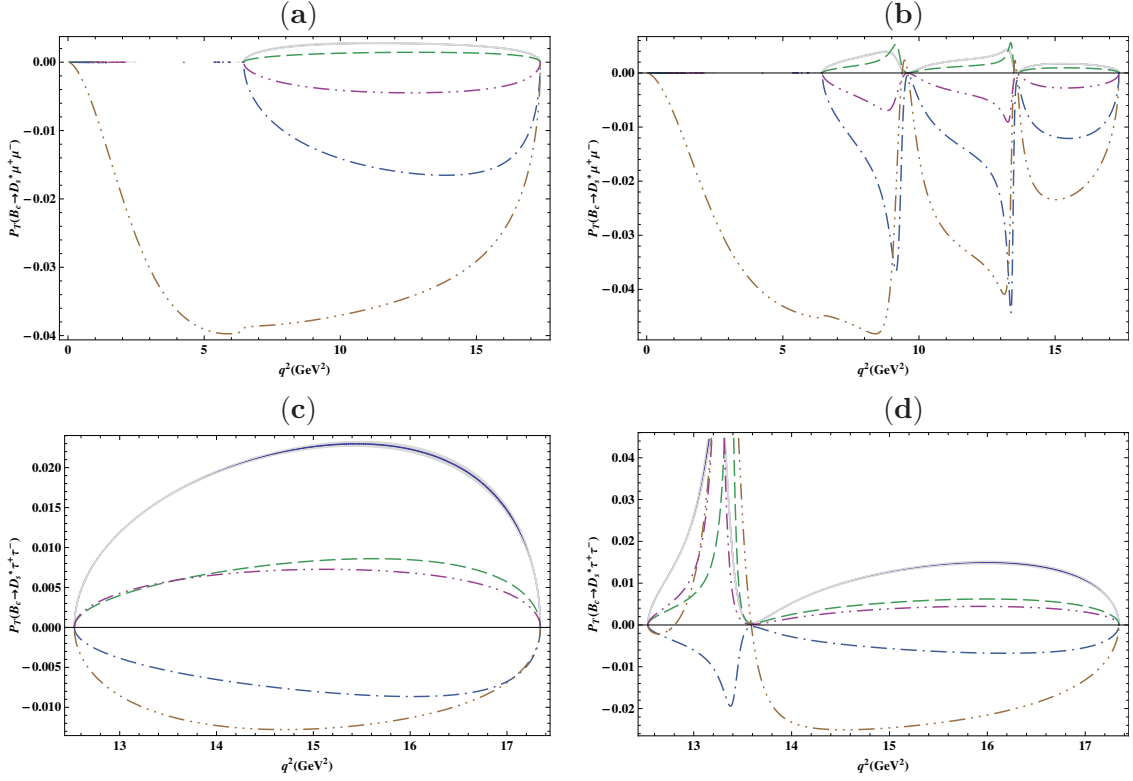 (a)
P_T(B_c→D_s^*μ^+μ^-)
0.00
−0.01
−0.02
−0.03
−0.04
0 5 10 15
q^2(GeV^2)
(b)
P_T(B_c→D_s^*μ^+μ^-)
0.00
−0.01
−0.02
−0.03
−0.04
0 5 10 15
q^2(GeV^2)
(c)
P_T(B_c→D_s^*τ^+τ^-)
0.020
0.015
0.010
0.005
0.000
−0.005
−0.010
13 14 15 16 17
q^2(GeV^2)
(d)
P_T(B_c→D_s^*τ^+τ^-)
0.04
0.03
0.02
0.01
0.00
−0.01
−0.02
13 14 15 16 17
q^2(GeV^2)